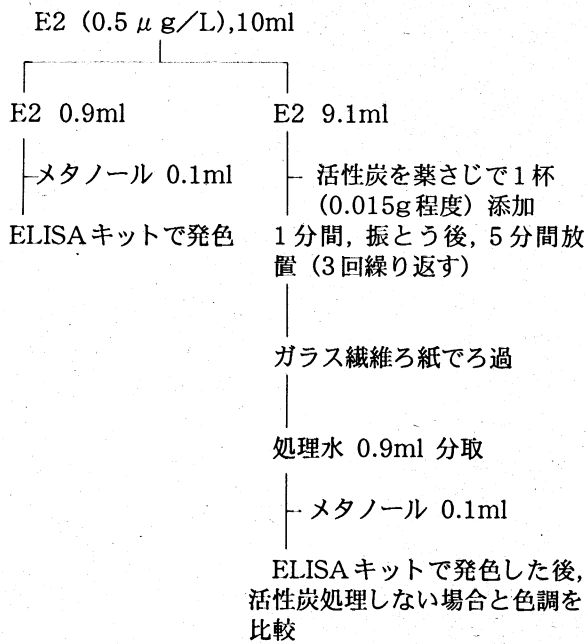 E2 (0.5 μg/L),10ml
E2 0.9ml
メタノール 0.1ml
ELISAキットで発色
E2 9.1ml
活性炭を薬さじで1杯
(0.015g程度)添加
1分間,振とう後,5分間放
置(3回繰り返す)
ガラス繊維ろ紙でろ過
処理水 0.9ml 分取
メタノール 0.1ml
ELISAキットで発色した後,
活性炭処理しない場合と色調を
比較